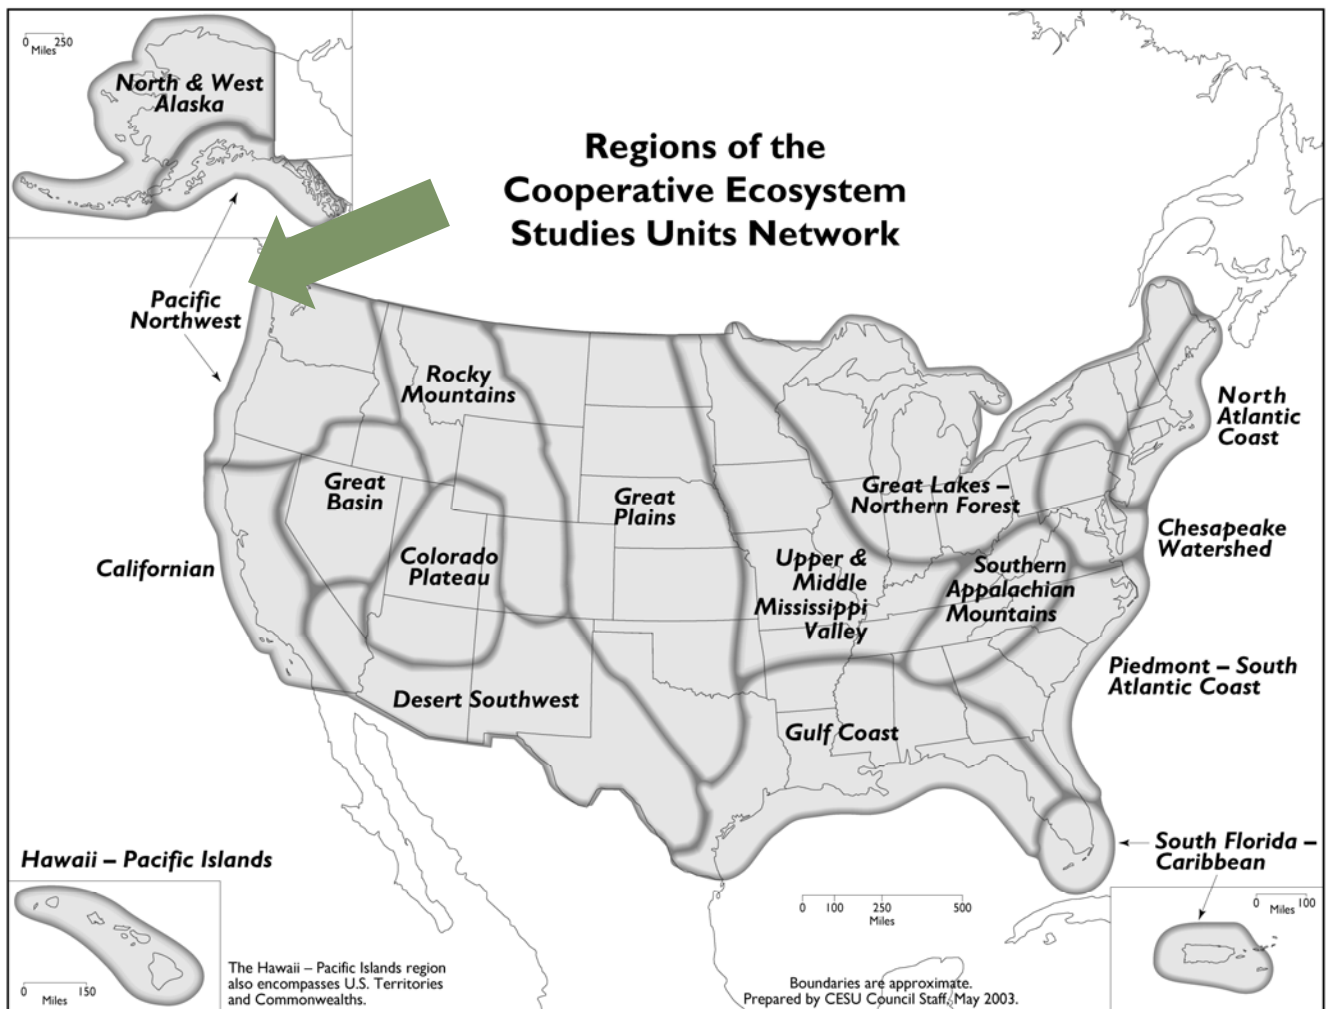 0 250
Miles
North & West
Alaska
Regions of the
Cooperative Ecosystem
Studies Units Network
Pacific
Northwest
Rocky
Mountains
North
Atlantic
Coast
Great
Basin
Great
Plains
Great Lakes –
Northern Forest
Chesapeake
Watershed
Californian
Colorado
Plateau
Upper &
Middle
Mississippi
Valley
Southern
Appalachian
Mountains
Piedmont – South
Atlantic Coast
Desert Southwest
Gulf Coast
South Florida –
Caribbean
Hawaii – Pacific Islands
0 100 250 500
Miles
0 100
Miles
The Hawaii – Pacific Islands region
also encompasses U.S. Territories
and Commonwealths.
0 150
Miles
Boundaries are approximate.
Prepared by CESU Council Staff, May 2003.